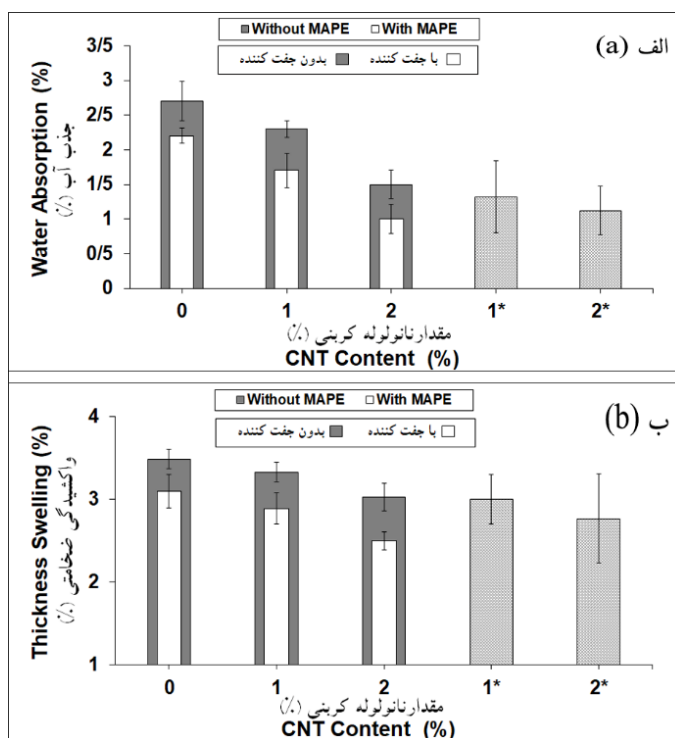 الف (a)
Without MAPE With MAPE
بدون جفت کننده با جفت کننده
Water Absorption (%)
جذب آب (٪)
3/5
3
2/5
2
1/5
1
0/5
0
0 1 2 1* 2*
مقدارنانولوله کربنی (٪)
CNT Content (%)
ب (b)
Without MAPE With MAPE
بدون جفت کننده با جفت کننده
Thickness Swelling (%)
واکشیدگی ضخامتی (٪)
4
3
2
1
0 1 2 1* 2*
مقدارنانولوله کربنی (٪)
CNT Content (%)